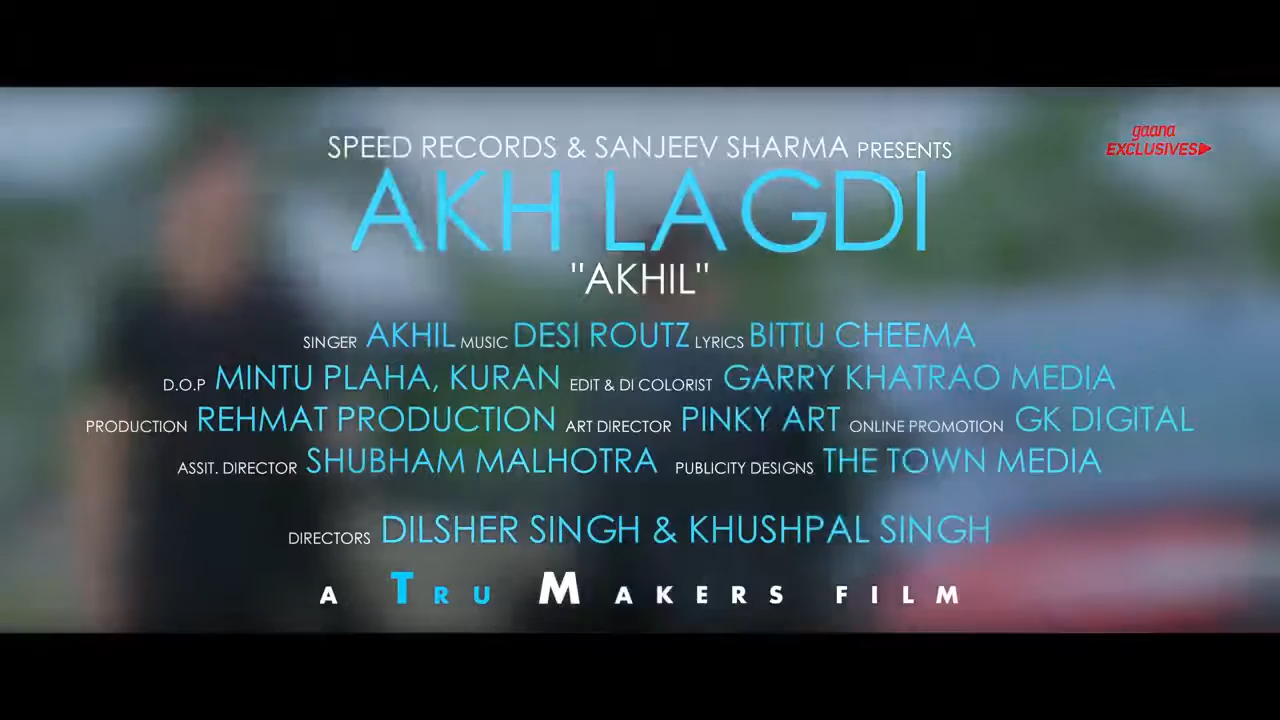 SPEED RECORDS & SANJEEV SHARMA PRESENTS
gaana
EXCLUSIVES
AKH LAGDI
"AKHIL"
SINGER AKHIL MUSIC DESI ROUTZ LYRICS BITTU CHEEMA
D.O.P MINTU PLAHA, KURAN EDIT & DI COLORIST GARRY KHATRAO MEDIA
PRODUCTION REHMAT PRODUCTION ART DIRECTOR PINKY ART ONLINE PROMOTION GK DIGITAL
ASSIT. DIRECTOR SHUBHAM MALHOTRA PUBLICITY DESIGNS THE TOWN MEDIA
DIRECTORS DILSHER SINGH & KHUSHPAL SINGH
A TRU MAKERS FILM